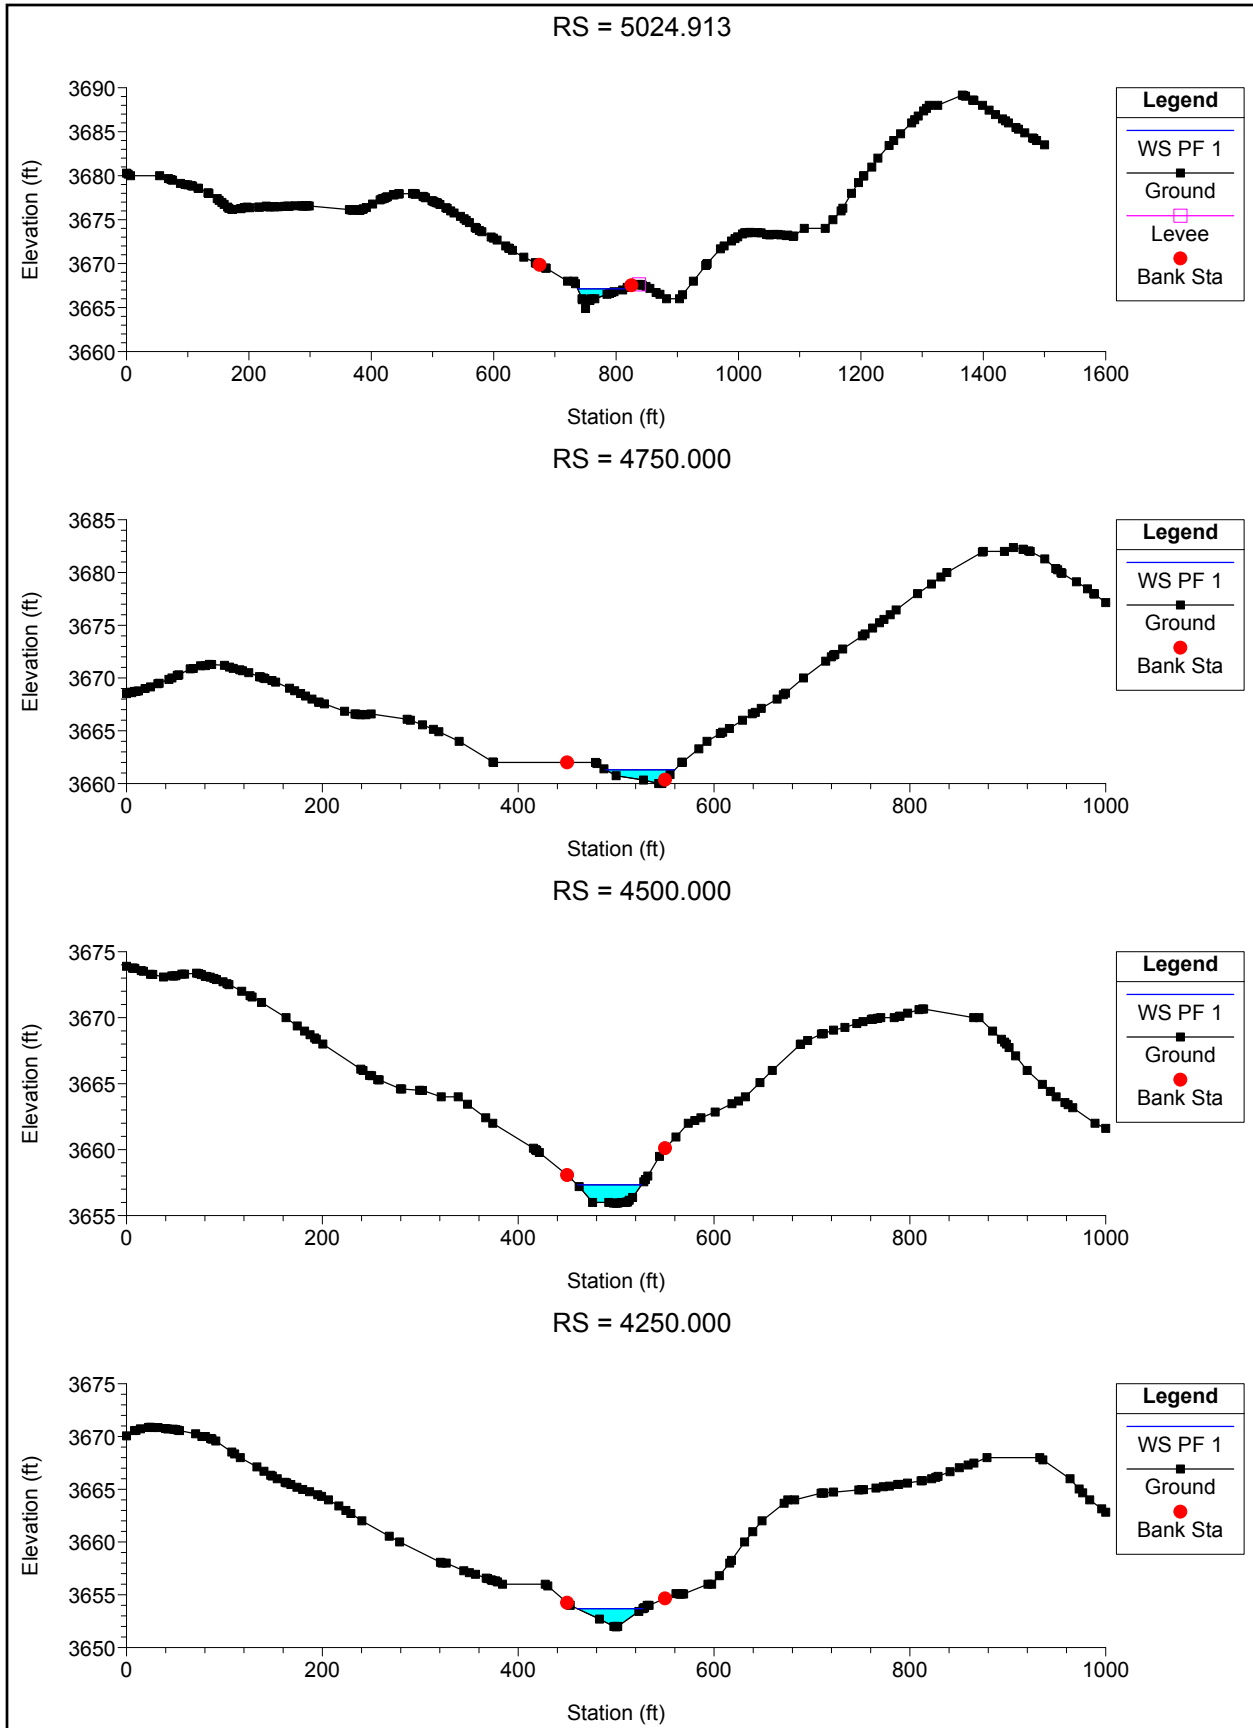 RS = 5024.913
Elevation (ft)
3690
3685
3680
3675
3670
3665
3660
0 200 400 600 800 1000 1200 1400 1600
Station (ft)
Legend
WS PF 1
Ground
Levee
Bank Sta
RS = 4750.000
Elevation (ft)
3685
3680
3675
3670
3665
3660
0 200 400 600 800 1000
Station (ft)
Legend
WS PF 1
Ground
Bank Sta
RS = 4500.000
Elevation (ft)
3675
3670
3665
3660
3655
0 200 400 600 800 1000
Station (ft)
Legend
WS PF 1
Ground
Bank Sta
RS = 4250.000
Elevation (ft)
3675
3670
3665
3660
3655
3650
0 200 400 600 800 1000
Station (ft)
Legend
WS PF 1
Ground
Bank Sta